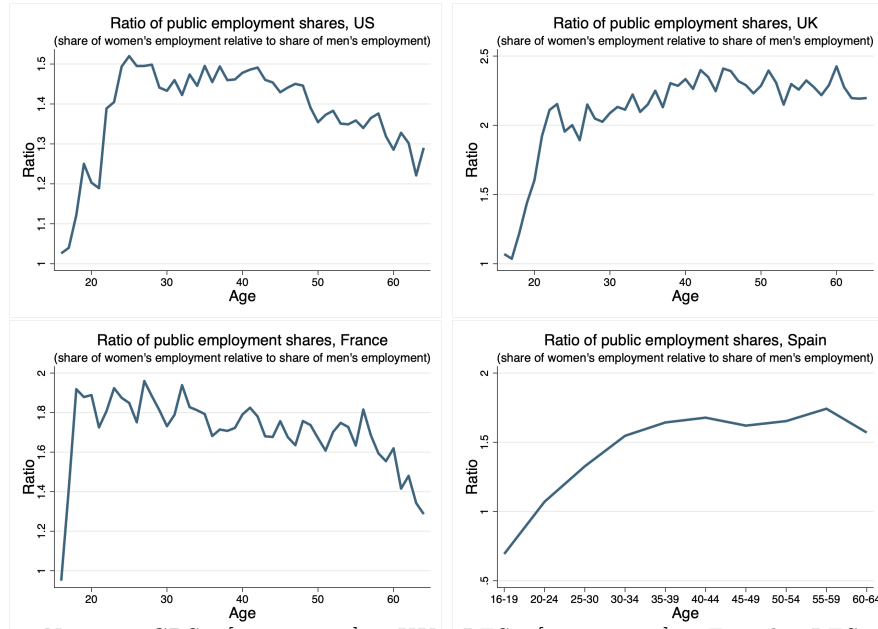 Ratio of public employment shares, US
(share of women's employment relative to share of men's employment)
Ratio
1.5
1.4
1.3
1.2
1.1
1
20 30 40 50 60
Age
Ratio of public employment shares, UK
(share of women's employment relative to share of men's employment)
Ratio
2.5
2
1.5
1
20 30 40 50 60
Age
Ratio of public employment shares, France
(share of women's employment relative to share of men's employment)
Ratio
2
1.8
1.6
1.4
1.2
1
20 30 40 50 60
Age
Ratio of public employment shares, Spain
(share of women's employment relative to share of men's employment)
Ratio
2
1.5
1
.5
16-19 20-24 25-30 30-34 35-39 40-44 45-49 50-54 55-59 60-64
Age